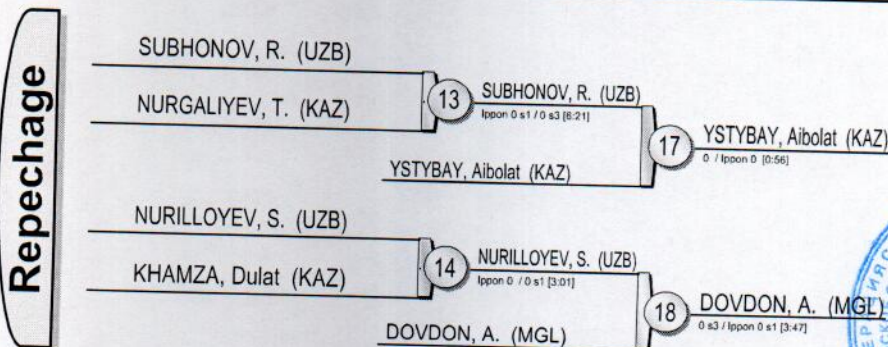 Repechage
SUBHONOV, R. (UZB)
NURGALIYEV, T. (KAZ)
13
SUBHONOV, R. (UZB)
Ippon 0 s1 / 0 s3 [6:21]
YSTYBAY, Aibolat (KAZ)
17
YSTYBAY, Aibolat (KAZ)
0 / Ippon 0 [0:56]
NURILLOYEV, S. (UZB)
KHAMZA, Dulat (KAZ)
14
NURILLOYEV, S. (UZB)
Ippon 0 / 0 s1 [3:01]
DOVDON, A. (MGL)
18
DOVDON, A. (MGL)
0 s3 / Ippon 0 s1 [3:47]